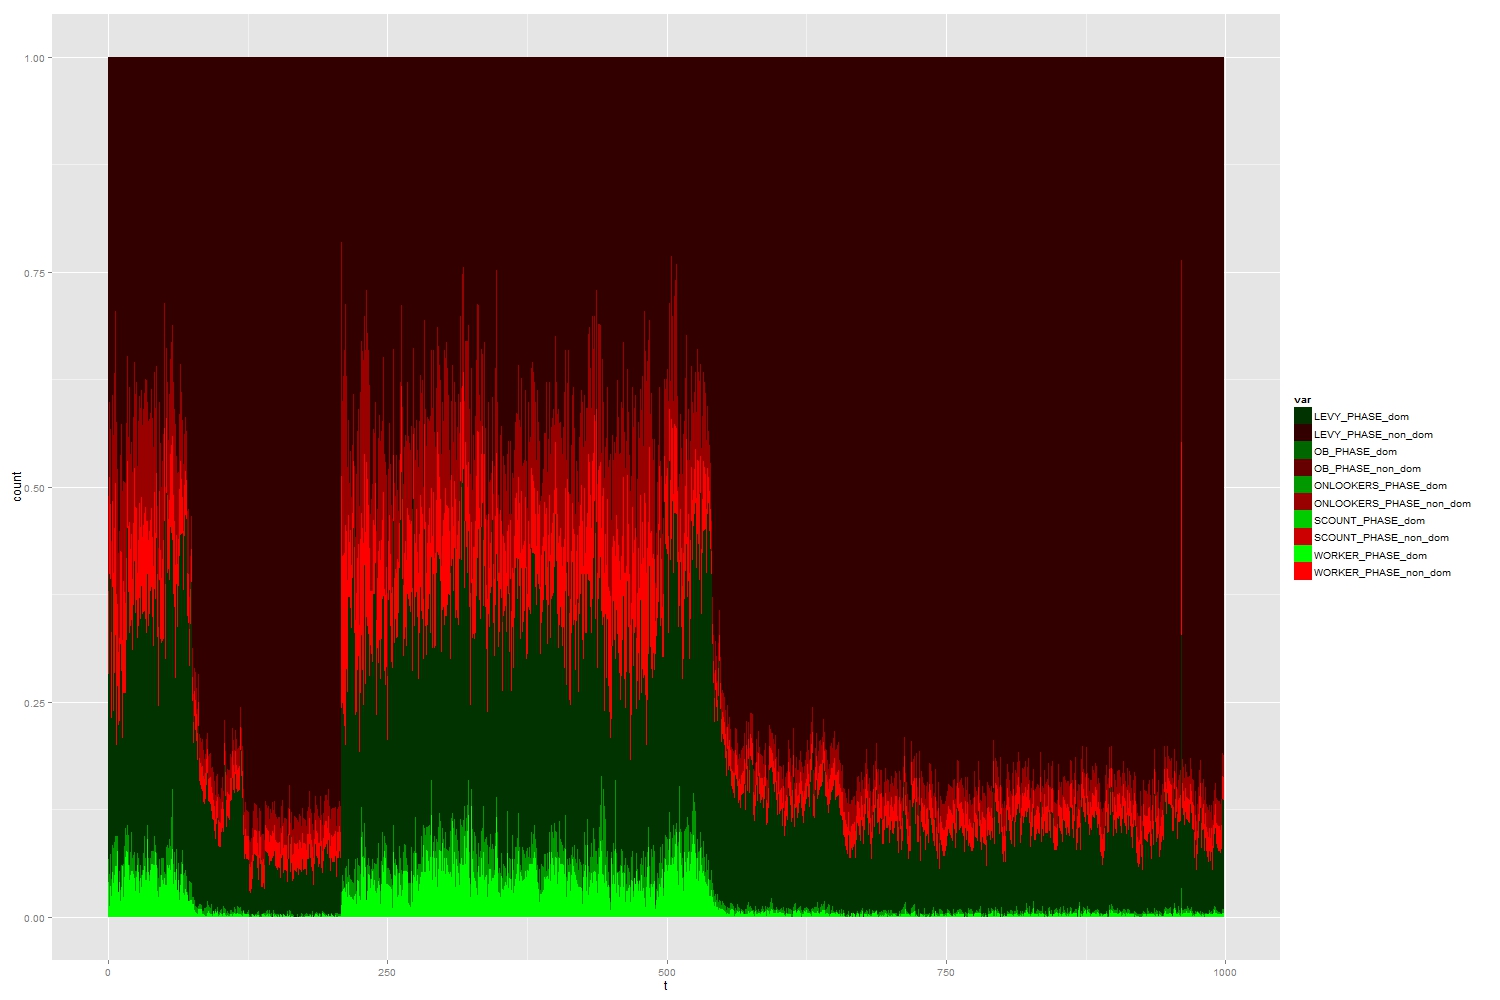 1.00
0.75
0.50
0.25
0.00
count
0
250
500
750
1000
t
var
LEVY_PHASE_dom
LEVY_PHASE_non_dom
OB_PHASE_dom
OB_PHASE_non_dom
ONLOOKERS_PHASE_dom
ONLOOKERS_PHASE_non_dom
SCOUNT_PHASE_dom
SCOUNT_PHASE_non_dom
WORKER_PHASE_dom
WORKER_PHASE_non_dom